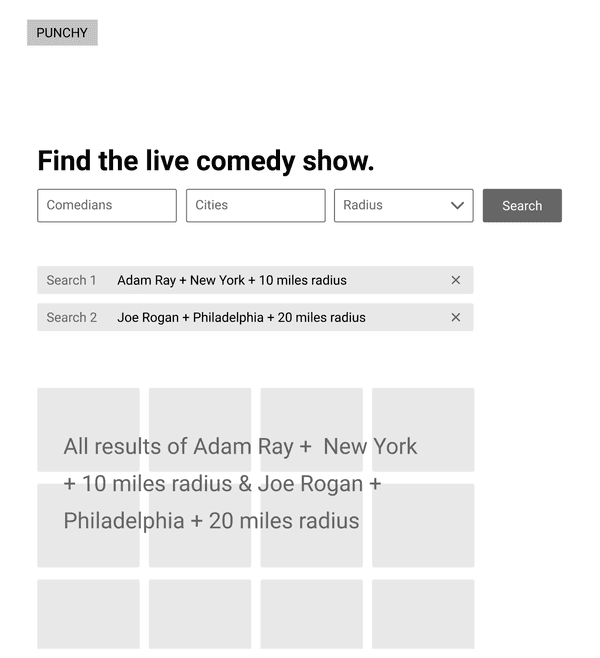 PUNCHY
Find the live comedy show.
Comedians Cities Radius Search
Search 1 Adam Ray + New York + 10 miles radius ×
Search 2 Joe Rogan + Philadelphia + 20 miles radius ×
All results of Adam Ray + New York
+ 10 miles radius & Joe Rogan +
Philadelphia + 20 miles radius